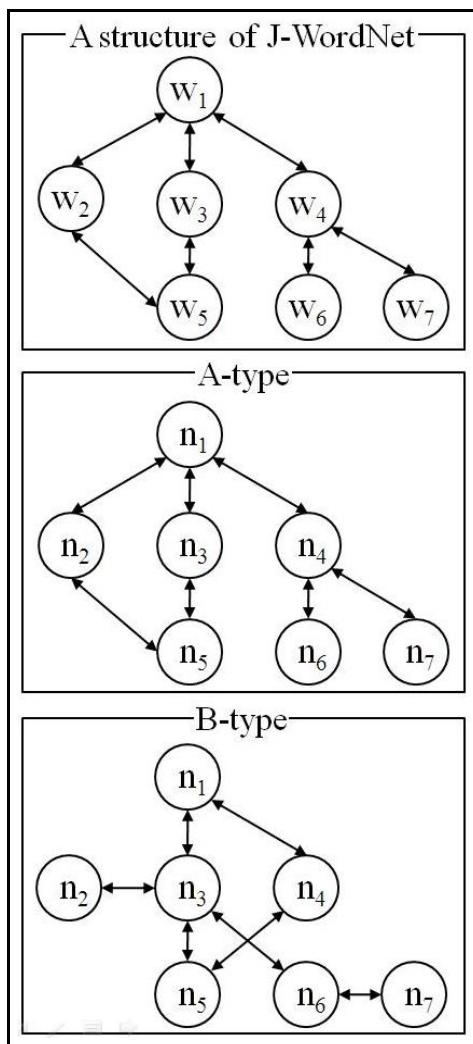 A structure of J-WordNet
w1
w2 w3 w4
w5 w6 w7
A-type
n1
n2 n3 n4
n5 n6 n7
B-type
n1
n2 n3 n4
n5 n6 n7